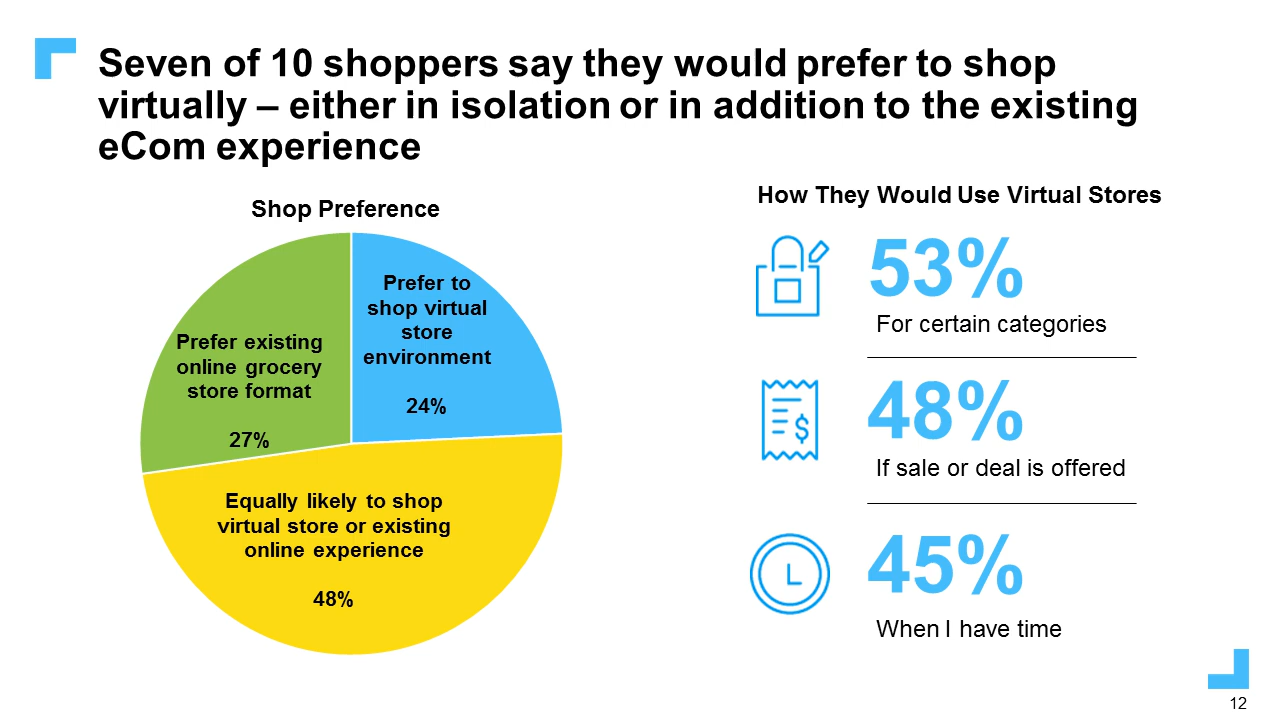 Seven of 10 shoppers say they would prefer to shop
virtually – either in isolation or in addition to the existing
eCom experience
Shop Preference
Prefer to
shop virtual
store
environment
24%
Prefer existing
online grocery
store format
27%
Equally likely to shop
virtual store or existing
online experience
48%
How They Would Use Virtual Stores
53%
For certain categories
$
48%
If sale or deal is offered
45%
When I have time
12